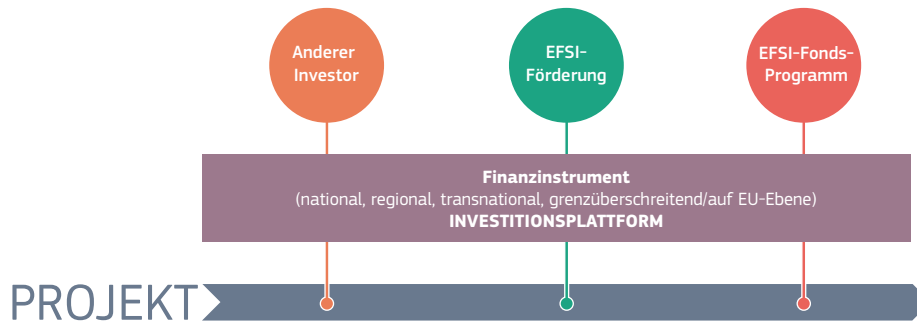 Anderer
Investor
EFSI-
Förderung
EFSI-Fonds-
Programm
Finanzinstrument
(national, regional, transnational, grenzüberschreitend/auf EU-Ebene)
INVESTITIONSPLATTFORM
PROJEKT